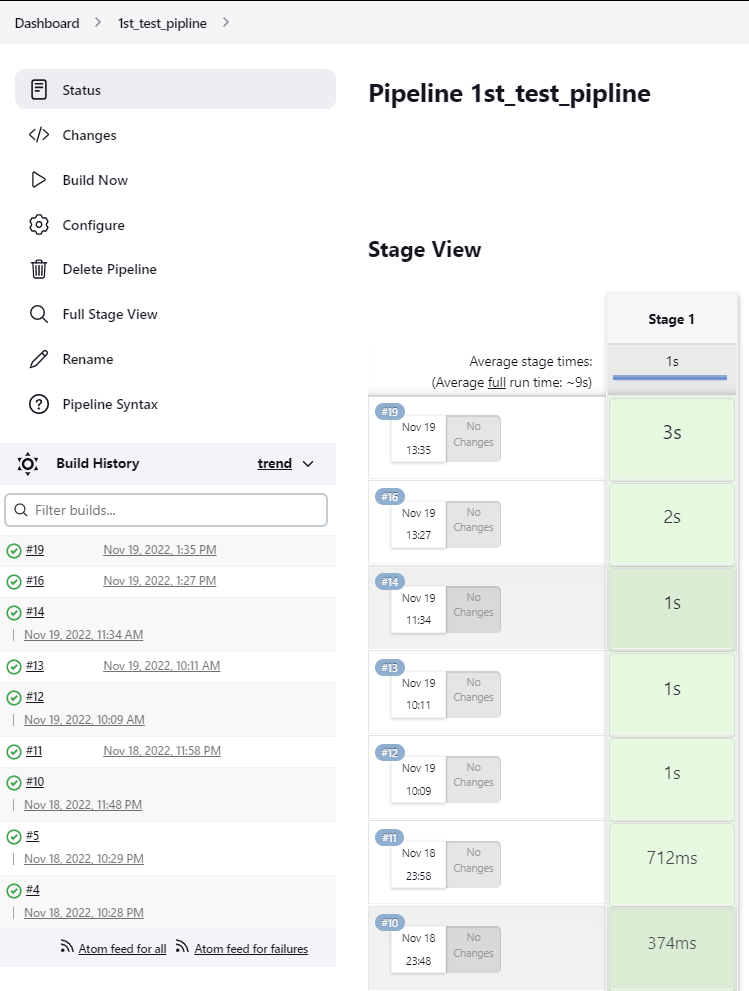 Dashboard > 1st_test_pipline >
Status
Changes
Build Now
Configure
Delete Pipeline
Full Stage View
Rename
Pipeline Syntax
Build History trend
Filter builds...
#19 Nov 19, 2022, 1:35 PM
#16 Nov 19, 2022, 1:27 PM
#14
Nov 19, 2022, 11:34 AM
#13 Nov 19, 2022, 10:11 AM
#12
Nov 19, 2022, 10:09 AM
#11 Nov 18, 2022, 11:58 PM
#10
Nov 18, 2022, 11:48 PM
#5
Nov 18, 2022, 10:29 PM
#4
Nov 18, 2022, 10:28 PM
Atom feed for all Atom feed for failures
Pipeline 1st_test_pipline
Stage View
Stage 1
Average stage times: 1s
(Average full run time: ~9s)
#19
Nov 19 No
13:35 Changes
3s
#16
Nov 19 No
13:27 Changes
2s
#14
Nov 19 No
11:34 Changes
1s
#13
Nov 19 No
10:11 Changes
1s
#12
Nov 19 No
10:09 Changes
1s
#11
Nov 18 No
23:58 Changes
712ms
#10
Nov 18 No
23:48 Changes
374ms